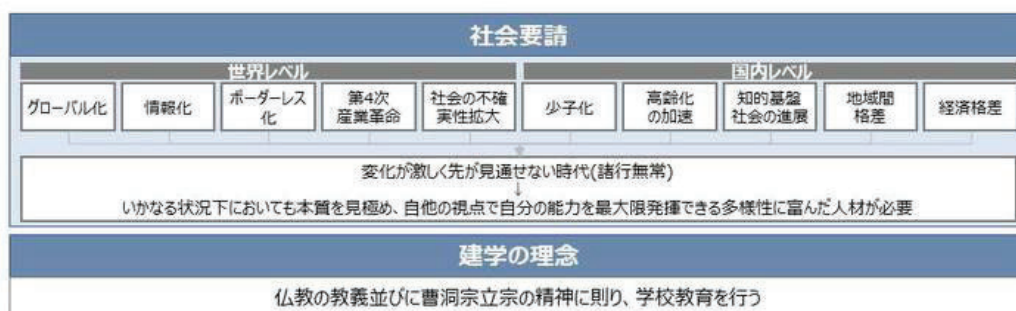 社会要請
世界レベル
国内レベル
グローバル化
情報化
ボーダーレス
化
第4次
産業革命
社会の不確
実性拡大
少子化
高齢化
の加速
知的基盤
社会の進展
地域間
格差
経済格差
変化が激しく先が見通せない時代(諸行無常)
↓
いかなる状況下においても本質を見極め、自他の視点で自分の能力を最大限発揮できる多様性に富んだ人材が必要
建学の理念
仏教の教義並びに曹洞宗立宗の精神に則り、学校教育を行う